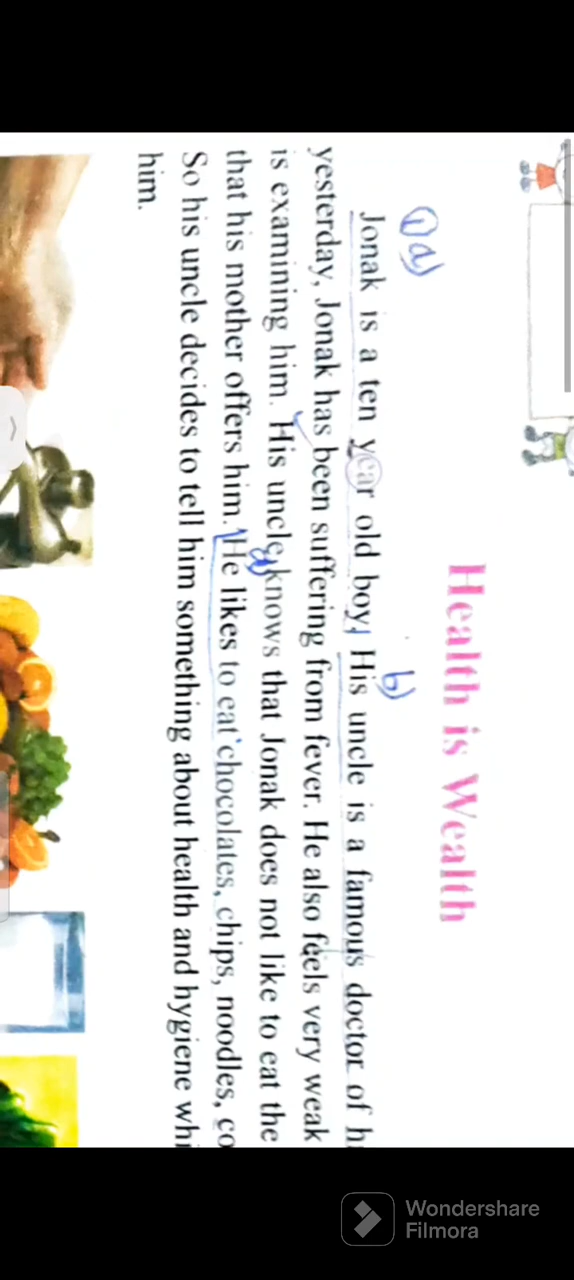 Health is Wealth
1) a) b)
Jonak is a ten year old boy. His uncle is a famous doctor of
yesterday, Jonak has been suffering from fever. He also feels very weak
is examining him. His uncle knows that Jonak does not like to eat the
a)
that his mother offers him. He likes to eat chocolates, chips, noodles,
So his uncle decides to tell him something about health and hygiene
him.
Wondershare
Filmora